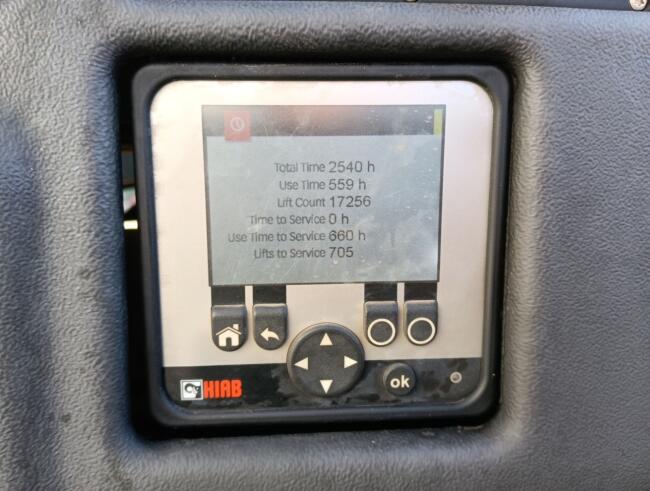 Total Time 2540 h
Use Time 559 h
Lift Count 17256
Time to Service 0 h
Use Time to Service 660 h
Lifts to Service 705
ok
HIAB